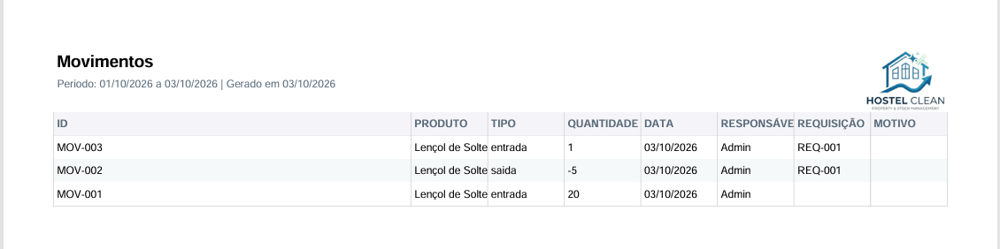 Movimentos
Periodo: 01/10/2026 a 03/10/2026 | Gerado em 03/10/2026
HOSTEL CLEAN
PROPERTY & STOCK MANAGEMENT
ID PRODUTO TIPO QUANTIDADE DATA RESPONSÁVE REQUISIÇÃO MOTIVO
MOV-003 Lençol de Solte entrada 1 03/10/2026 Admin REQ-001
MOV-002 Lençol de Solte saida -5 03/10/2026 Admin REQ-001
MOV-001 Lençol de Solte entrada 20 03/10/2026 Admin